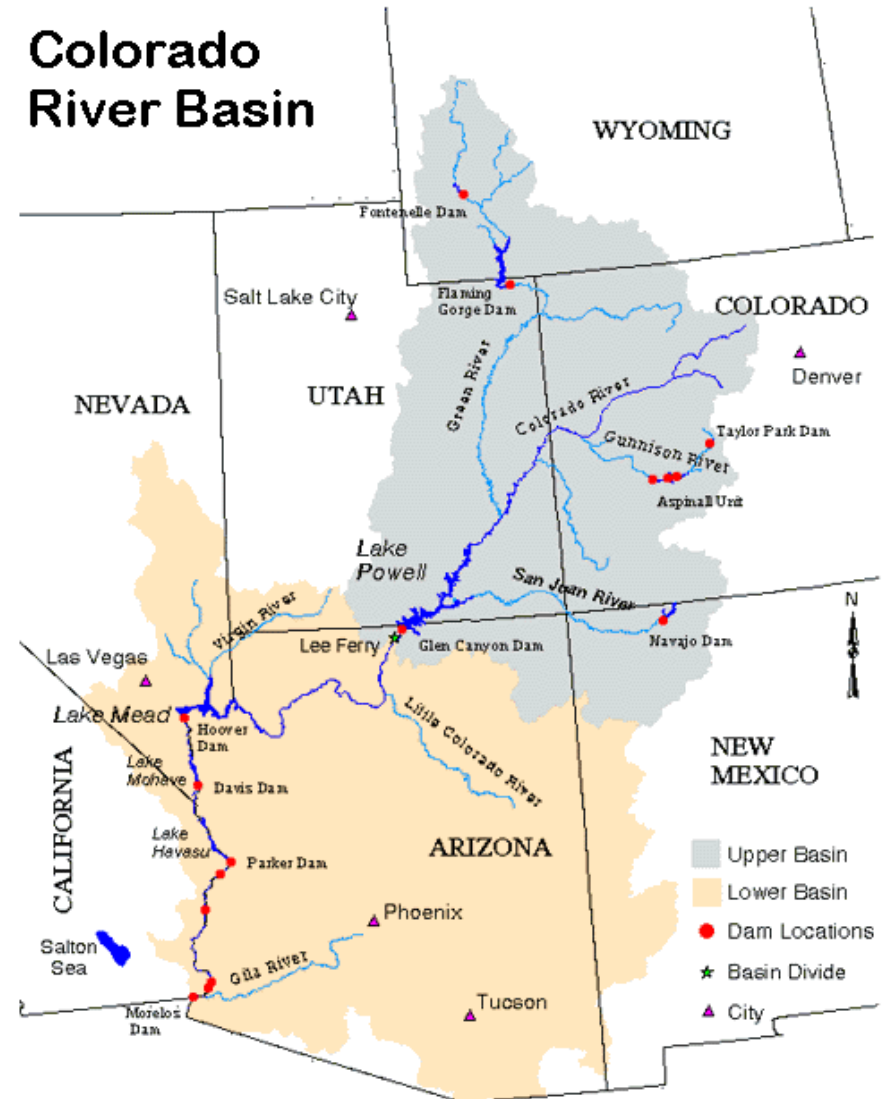 Colorado
River Basin
WYOMING
Fontenelle Dam
Salt Lake City
Flaming
Gorge Dam
COLORADO
Denver
NEVADA
UTAH
Green River
Colorado River
Gunnison River
Taylor Park Dam
Aspinall Unit
Lake
Powell
San Juan River
Virgin River
Lee Ferry
Glen Canyon Dam
Navajo Dam
N
Las Vegas
Lake Mead
Hoover
Dam
Little Colorado River
Lake
Mohave
Davis Dam
NEW
MEXICO
CALIFORNIA
Lake
Havasu
Parker Dam
ARIZONA
Upper Basin
Lower Basin
Phoenix
Dam Locations
Salton
Sea
Gila River
Basin Divide
Morelos
Dam
Tucson
City